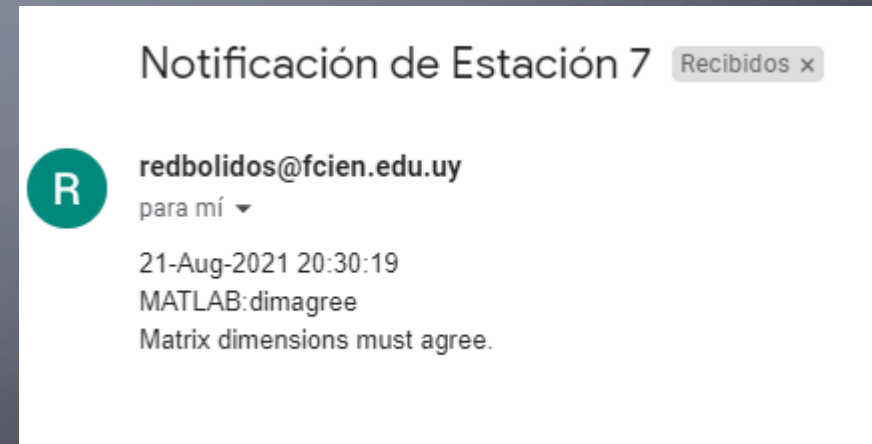 Notificación de Estación 7 Recibidos x
R
redbolidos@fcien.edu.uy
para mí
21-Aug-2021 20:30:19
MATLAB:dimagree
Matrix dimensions must agree.